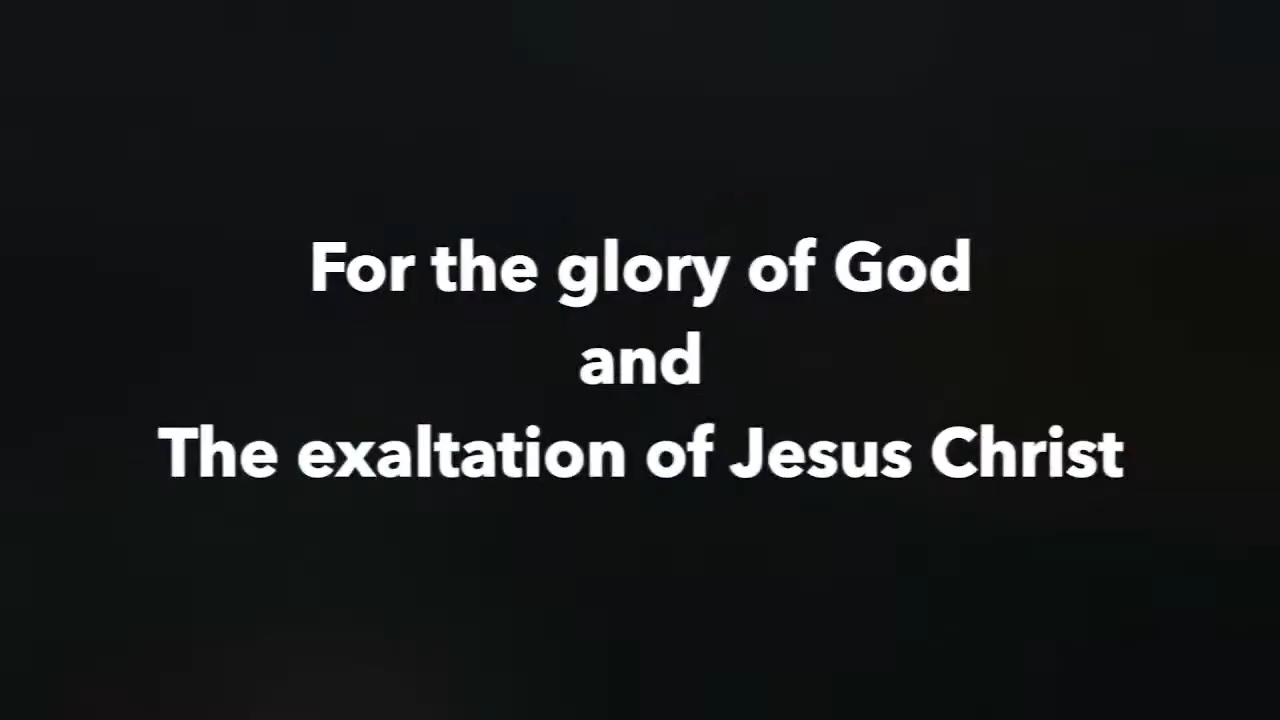 For the glory of God
and
The exaltation of Jesus Christ